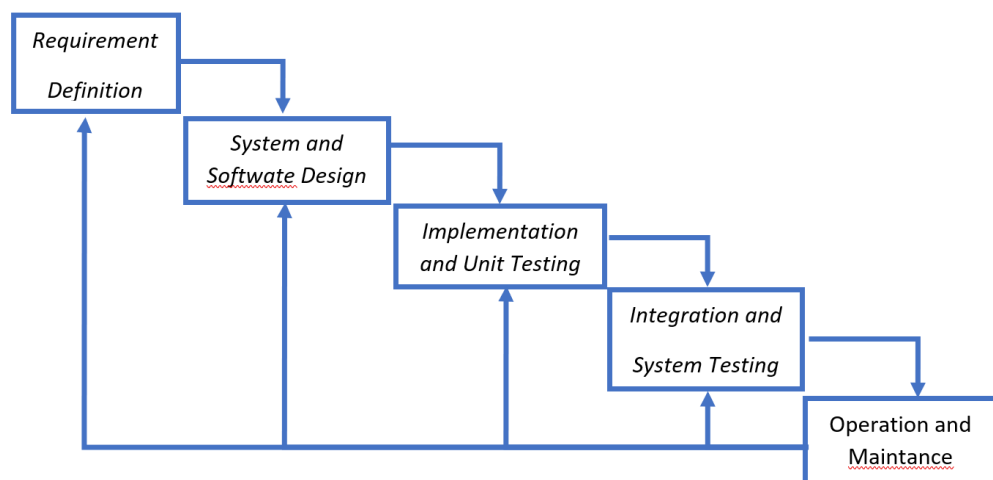 Requirement
Definition
System and
Softwate Design
Implementation
and Unit Testing
Integration and
System Testing
Operation and
Maintance